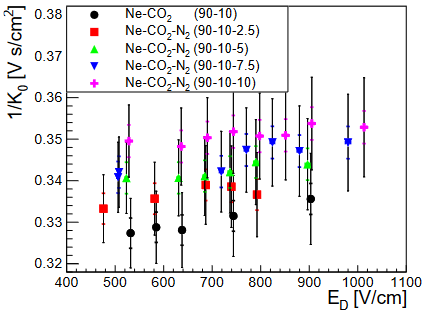 0.38
Ne-CO₂ (90-10)
Ne-CO₂-N₂ (90-10-2.5)
0.37
Ne-CO₂-N₂ (90-10-5)
Ne-CO₂-N₂ (90-10-7.5)
0.36
Ne-CO₂-N₂ (90-10-10)
1/K₀ [V s/cm²]
0.35
0.34
0.33
0.32
400 500 600 700 800 900 1000 1100
E_D [V/cm]